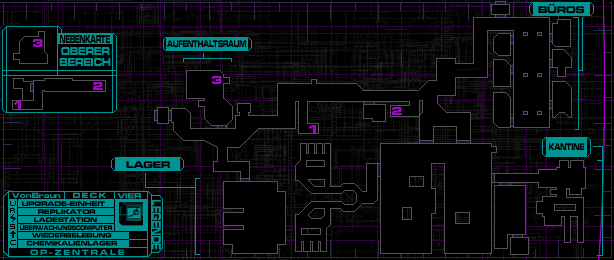 BÜROS
3
NEBENKARTE
OBERER
BEREICH
2
1
AUFENTHALTSRAUM
3
2
1
KANTINE
LAGER
VonBraun DECK VIER
UPGRADE-EINHEIT
REPLIKATOR
LADESTATION
ÜBERWACHUNGSCOMPUTER
WIEDERBELEBUNG
CHEMIKALIENLAGER
OP-ZENTRALE
LEGENDE